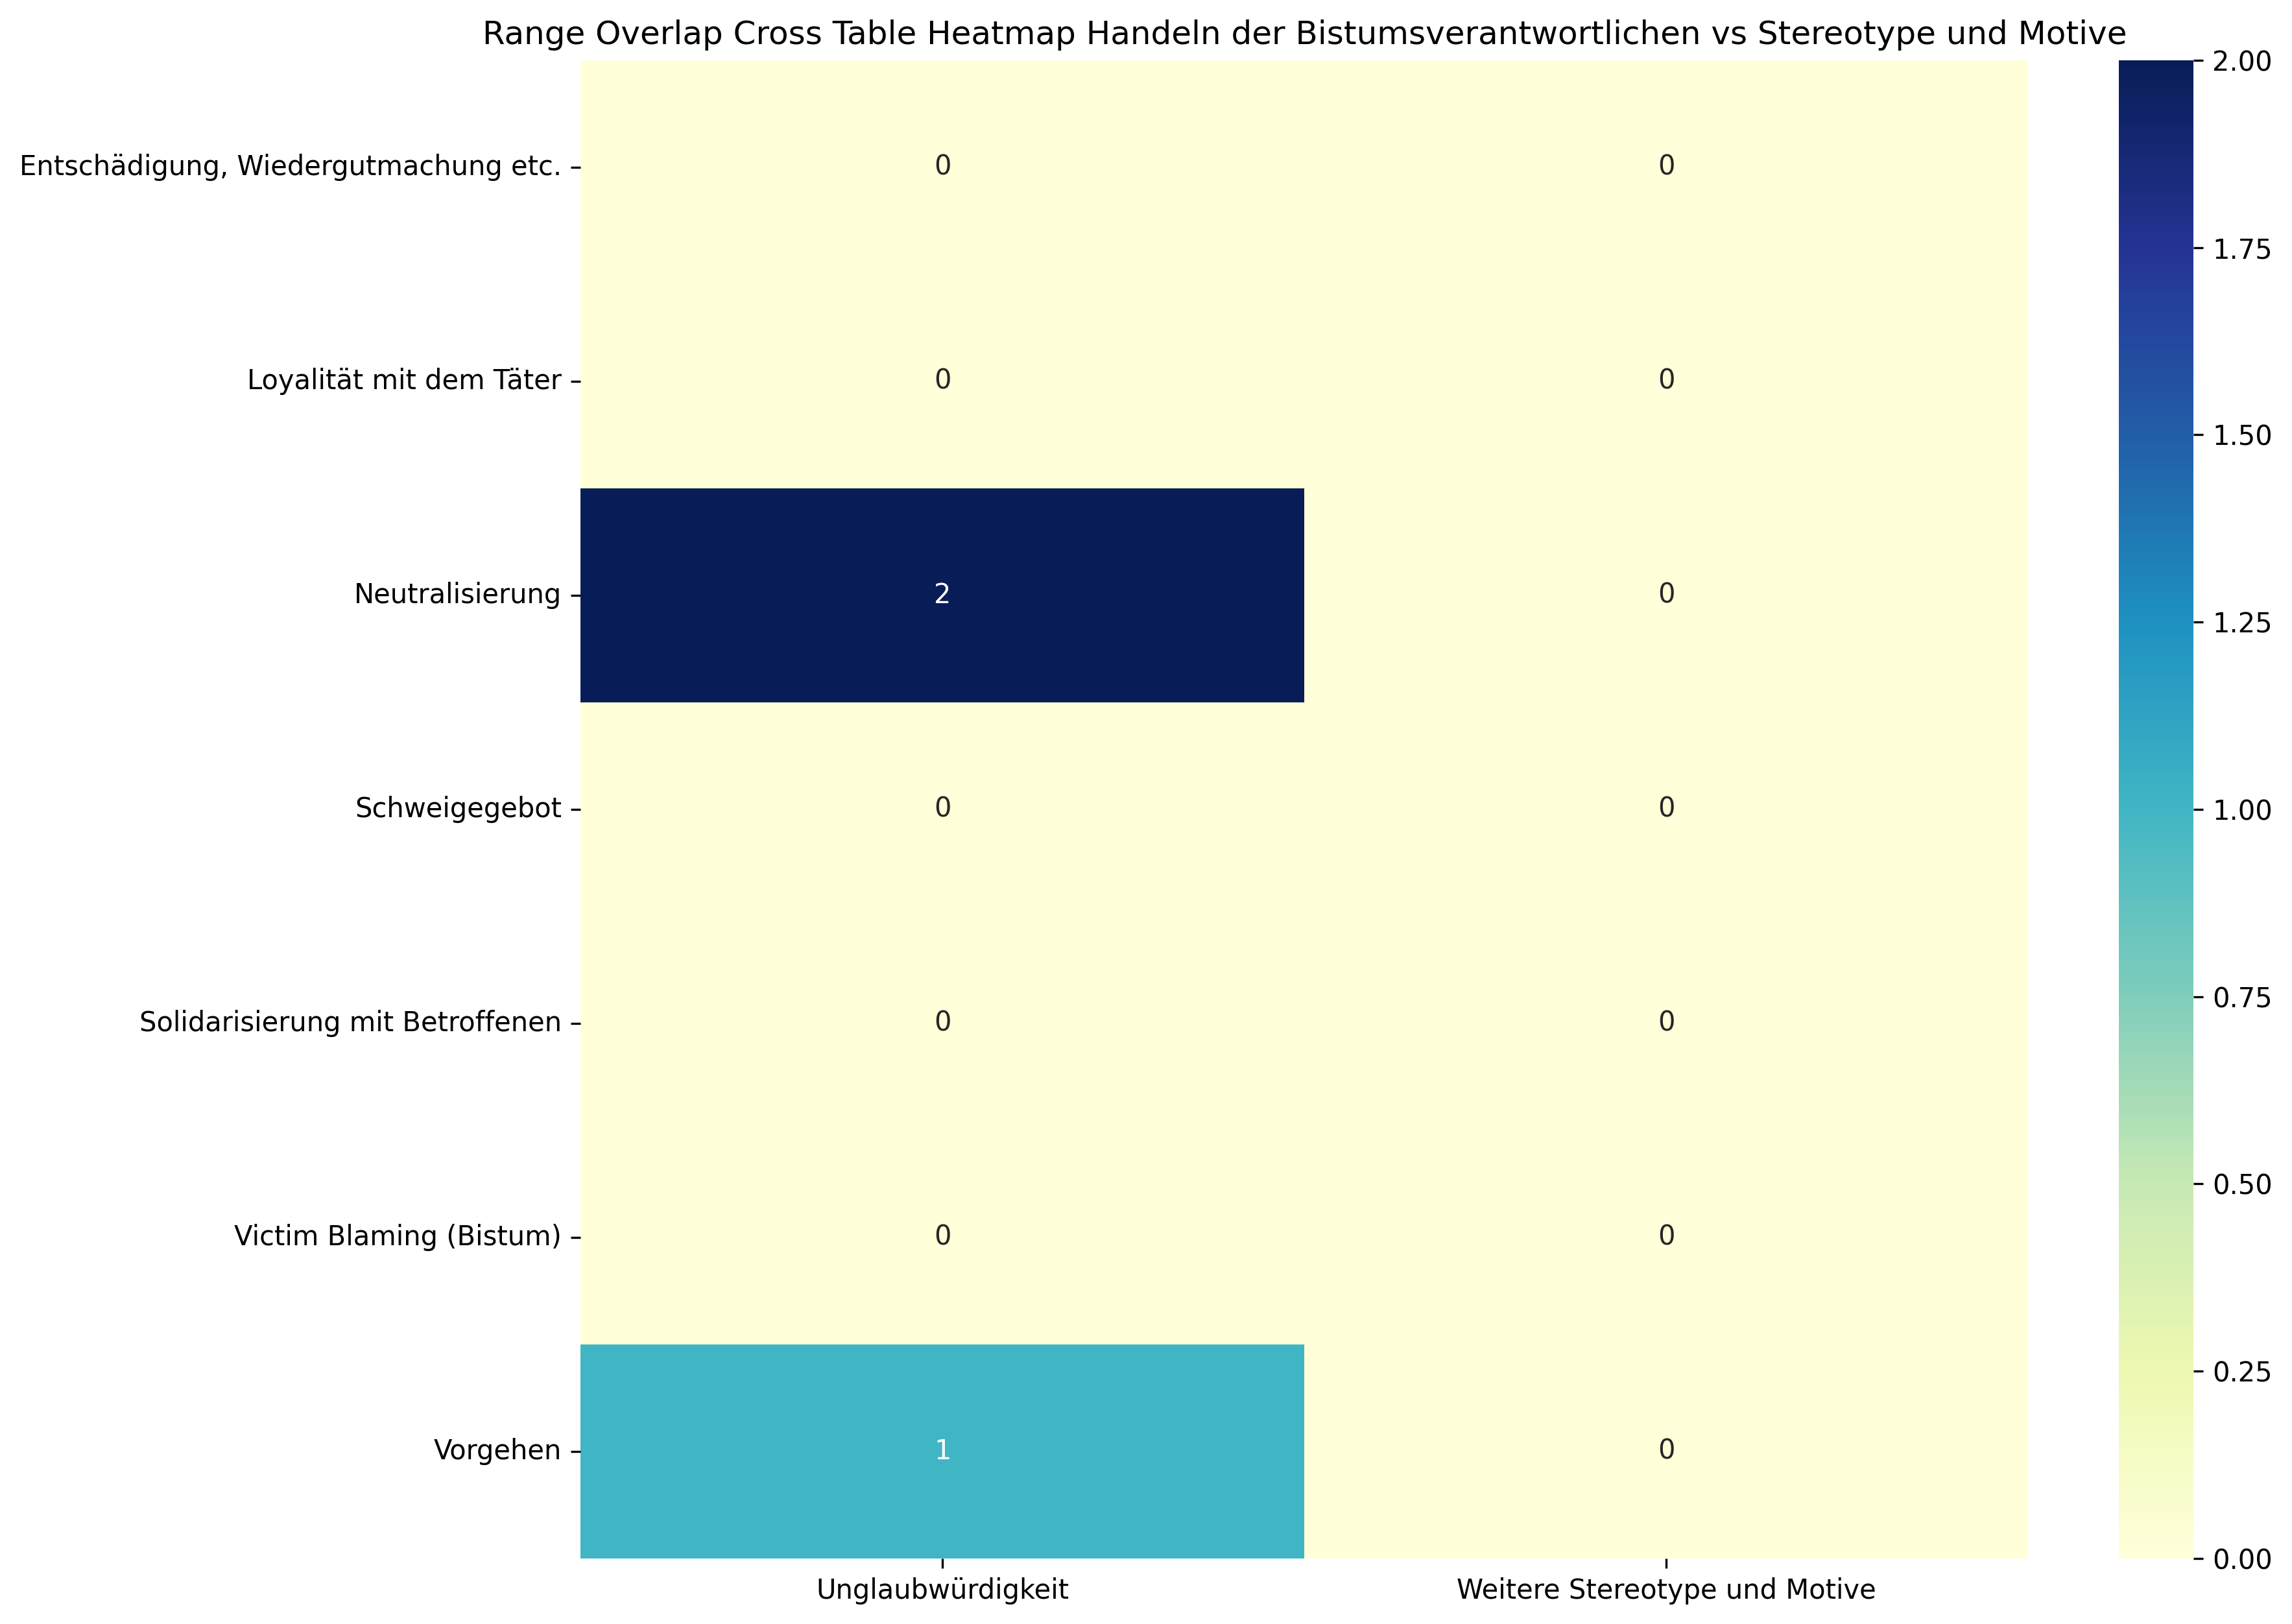 Range Overlap Cross Table Heatmap Handeln der Bistumsverantwortlichen vs Stereotype und Motive
Entschädigung, Wiedergutmachung etc.
0
0
Loyalität mit dem Täter
0
0
Neutralisierung
2
0
Schweigegebot
0
0
Solidarisierung mit Betroffenen
0
0
Victim Blaming (Bistum)
0
0
Vorgehen
1
0
Unglaubwürdigkeit
Weitere Stereotype und Motive
2.00
1.75
1.50
1.25
1.00
0.75
0.50
0.25
0.00